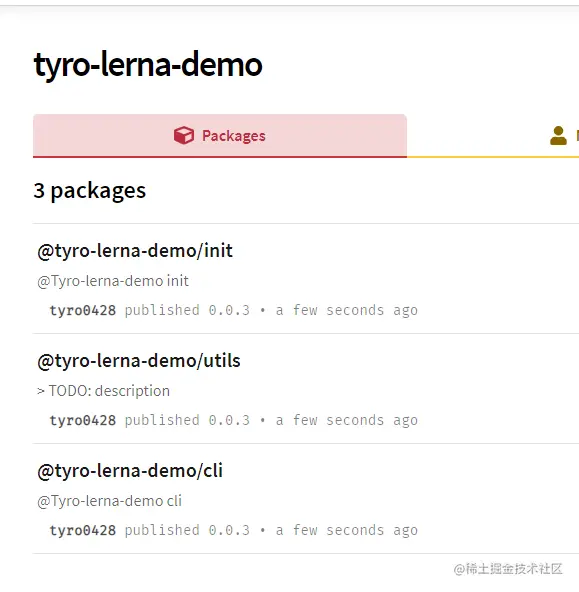 tyro-lerna-demo
Packages
3 packages
@tyro-lerna-demo/init
@Tyro-lerna-demo init
tyro0428 published 0.0.3 • a few seconds ago
@tyro-lerna-demo/utils
> TODO: description
tyro0428 published 0.0.3 • a few seconds ago
@tyro-lerna-demo/cli
@Tyro-lerna-demo cli
tyro0428 published 0.0.3 • a few seconds ago
@稀土掘金技术社区